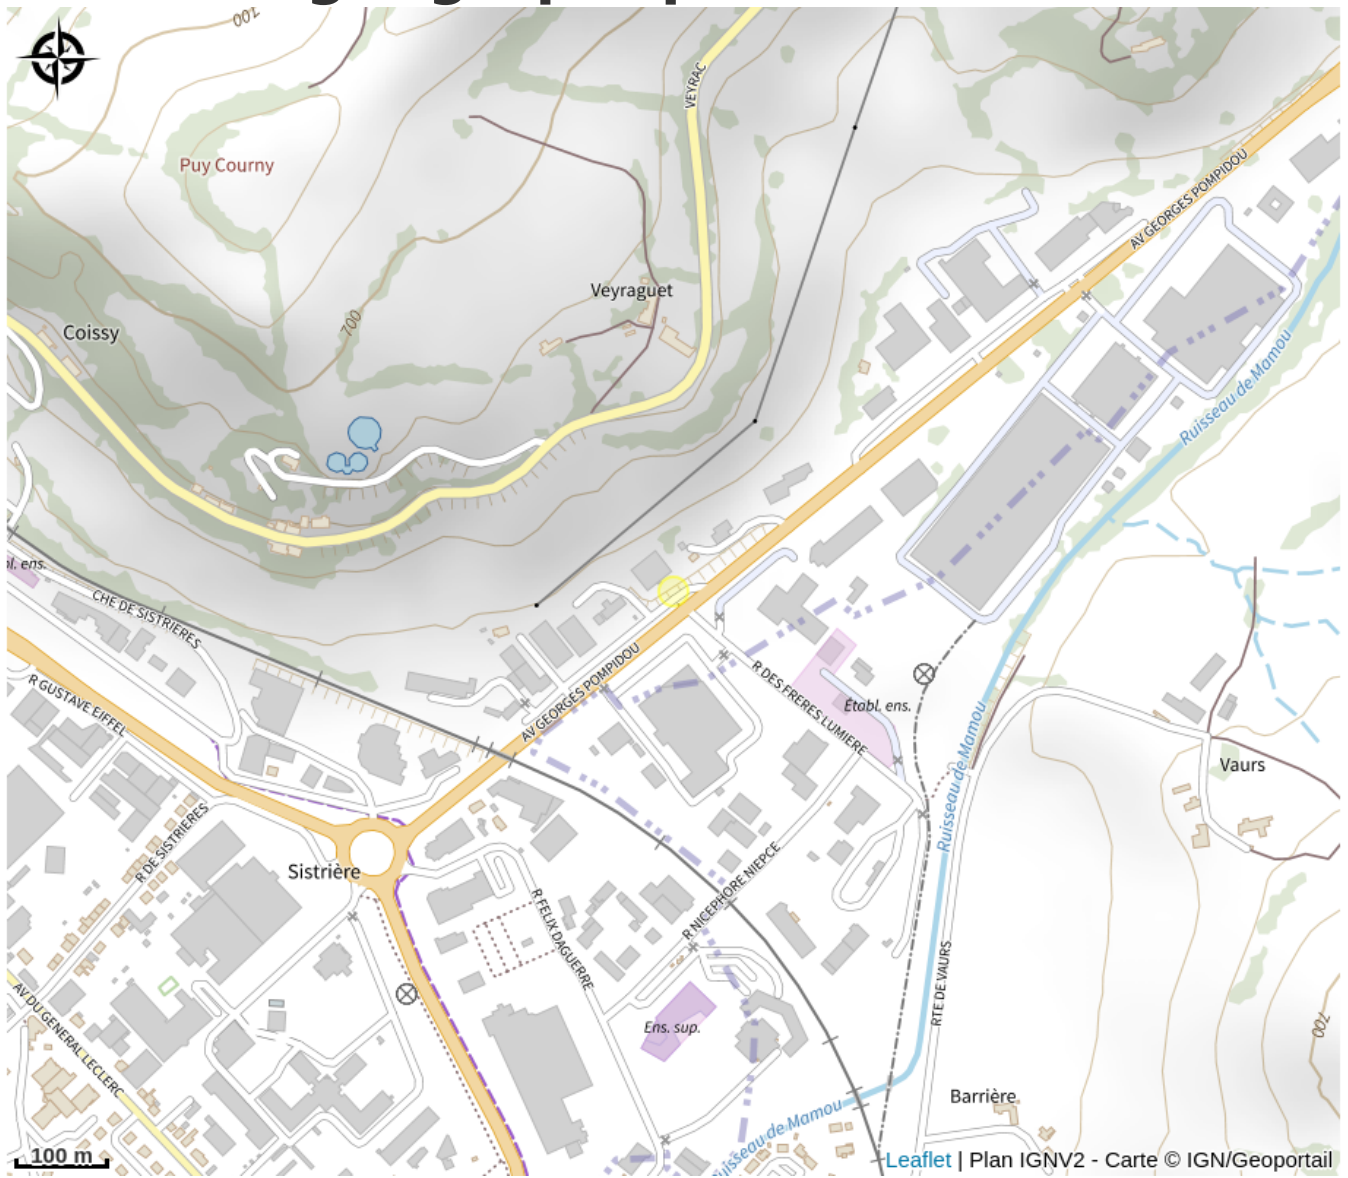 700
VEYRAC
Puy Courny
AV GEORGES POMPIDOU
Veyraguet
700
Coissy
Ruisseau de Mamou
ens.
CHE DE SISTRIERES
R GUSTAVE EIFFEL
AV GEORGES POMPIDOU
R DES FRERES LUMIERE
Établ. ens.
Ruisseau de Mamou
Vaurs
R DE SISTRIERES
Sistrière
R FELIX DAGUERRE
R NICEPHORE NIEPCE
RTE DE VAURS
AV DU GENERAL LECLERC
Ens. sup.
700
Barrière
Ruisseau de Mamou
100 m
Leaflet | Plan IGNV2 - Carte © IGN/Geoportail